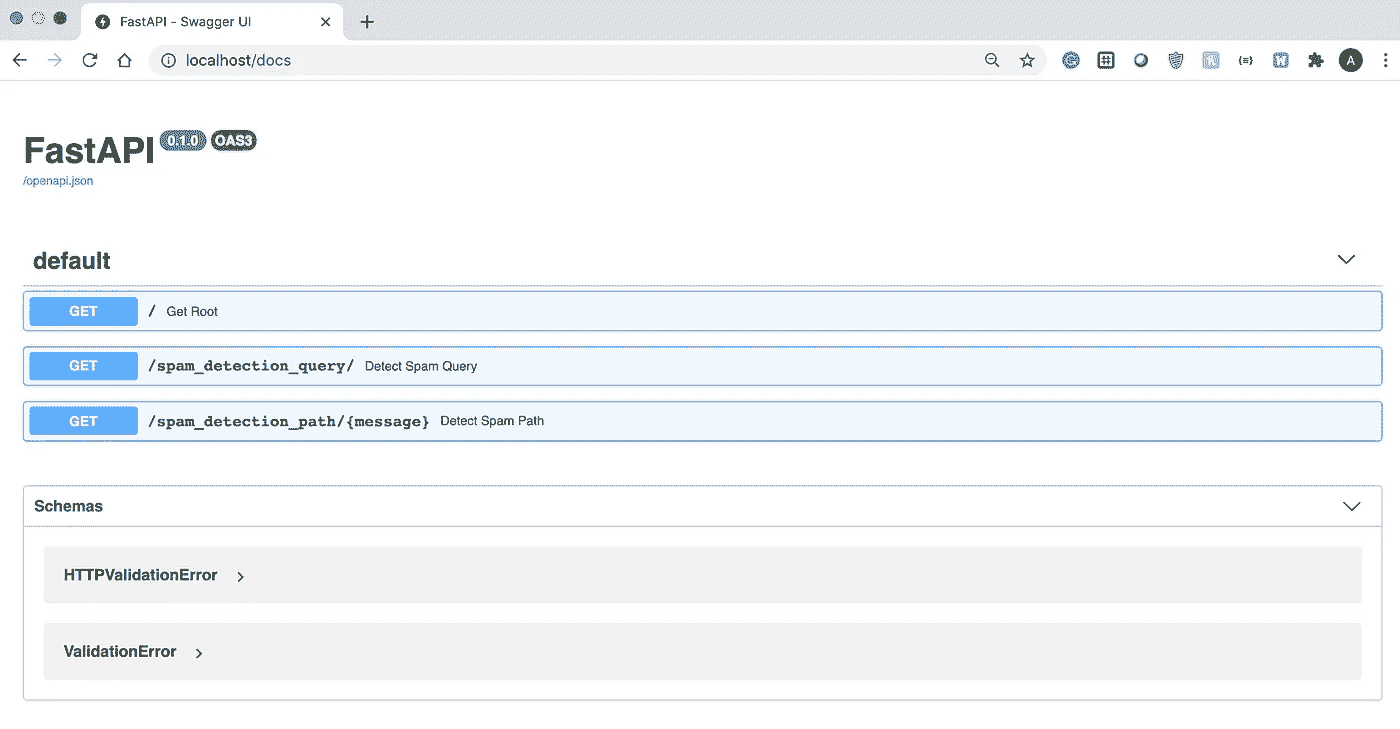 FastAPI - Swagger UI
localhost/docs
A
FastAPI 0.1.0 OAS3
/openapi.json
default
GET / Get Root
GET /spam_detection_query/ Detect Spam Query
GET /spam_detection_path/{message} Detect Spam Path
Schemas
HTTPValidationError
ValidationError